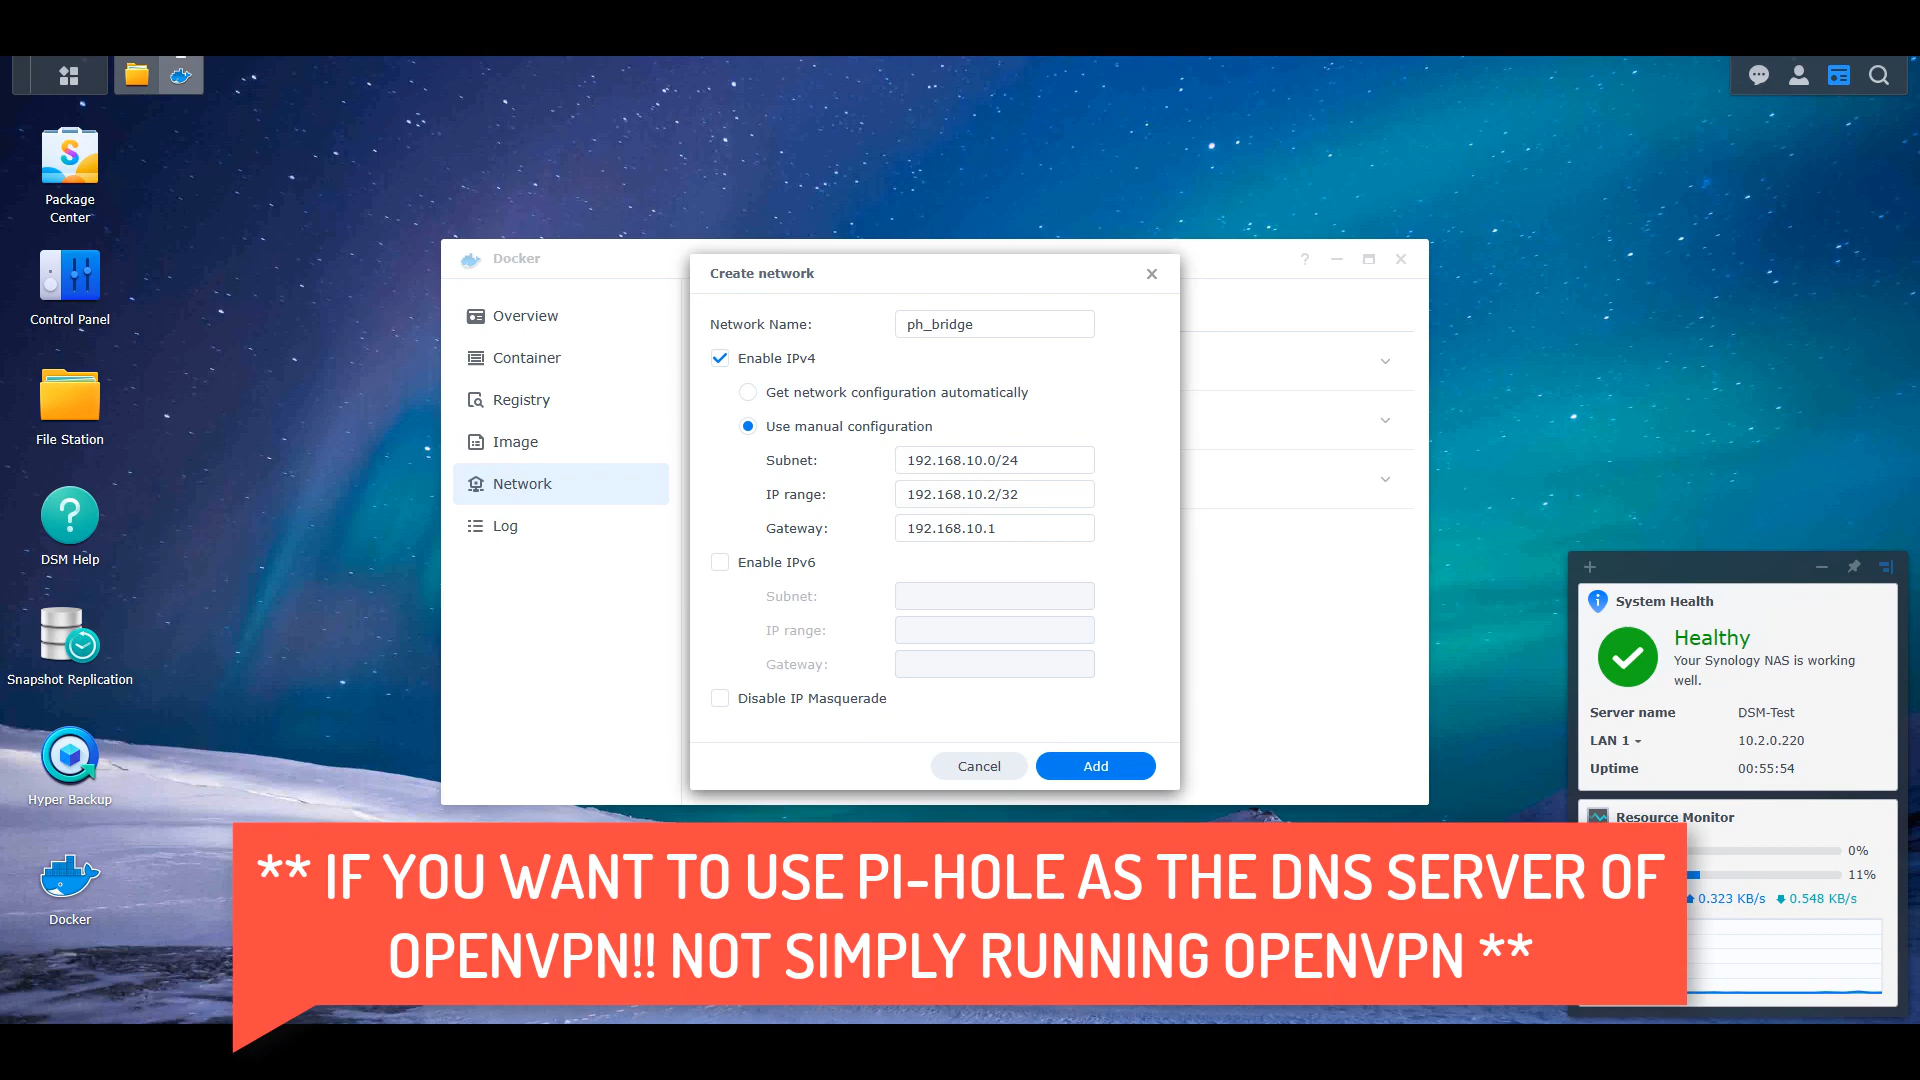 Package
Center
Control Panel
File Station
DSM Help
Snapshot Replication
Hyper Backup
Docker
Docker
Overview
Container
Registry
Image
Network
Log
Create network
Network Name: ph_bridge
Enable IPv4
Get network configuration automatically
Use manual configuration
Subnet: 192.168.10.0/24
IP range: 192.168.10.2/32
Gateway: 192.168.10.1
Enable IPv6
Subnet:
IP range:
Gateway:
Disable IP Masquerade
Cancel Add
System Health
Healthy
Your Synology NAS is working
well.
Server name DSM-Test
LAN 1 10.2.0.220
Uptime 00:55:54
Resource Monitor
0%
11%
0.323 KB/s 0.548 KB/s
** IF YOU WANT TO USE PI-HOLE AS THE DNS SERVER OF
OPENVPN!! NOT SIMPLY RUNNING OPENVPN **